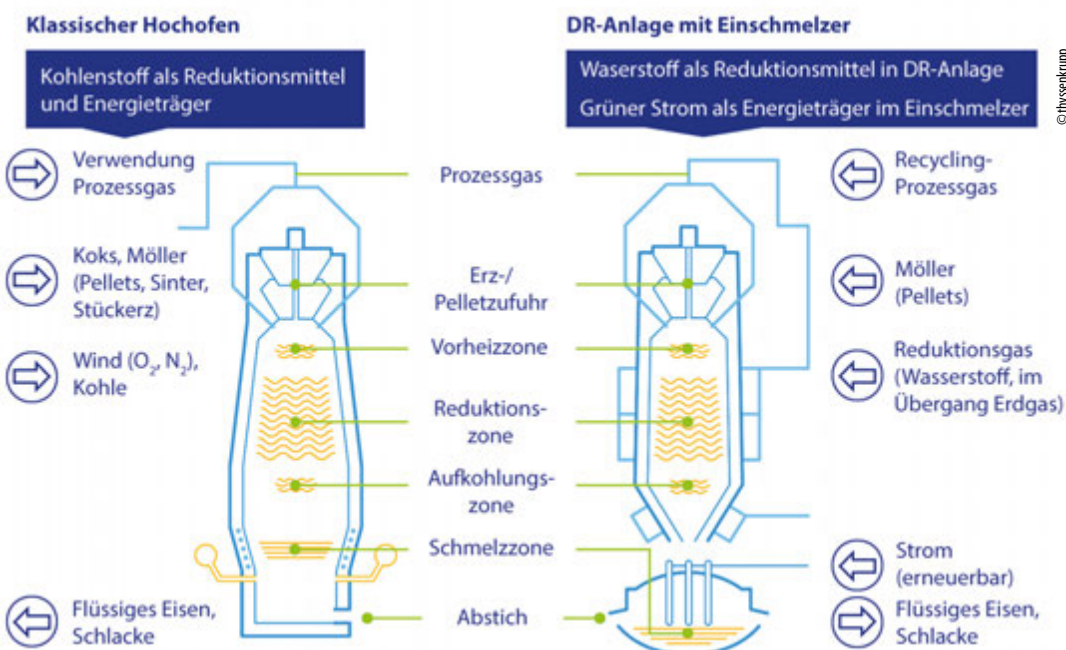 Klassischer Hochofen
Kohlenstoff als Reduktionsmittel
und Energieträger
Verwendung
Prozessgas
Koks, Möller
(Pellets, Sinter,
Stückerz)
Wind (O₂, N₂),
Kohle
Flüssiges Eisen,
Schlacke
Prozessgas
Erz-/
Pelletzufuhr
Vorheizzone
Reduktions-
zone
Aufkohlungs-
zone
Schmelzzone
Abstich
DR-Anlage mit Einschmelzer
Waserstoff als Reduktionsmittel in DR-Anlage
Grüner Strom als Energieträger im Einschmelzer
Recycling-
Prozessgas
Möller
(Pellets)
Reduktionsgas
(Wasserstoff, im
Übergang Erdgas)
Strom
(erneuerbar)
Flüssiges Eisen,
Schlacke
©thyssenkrupp